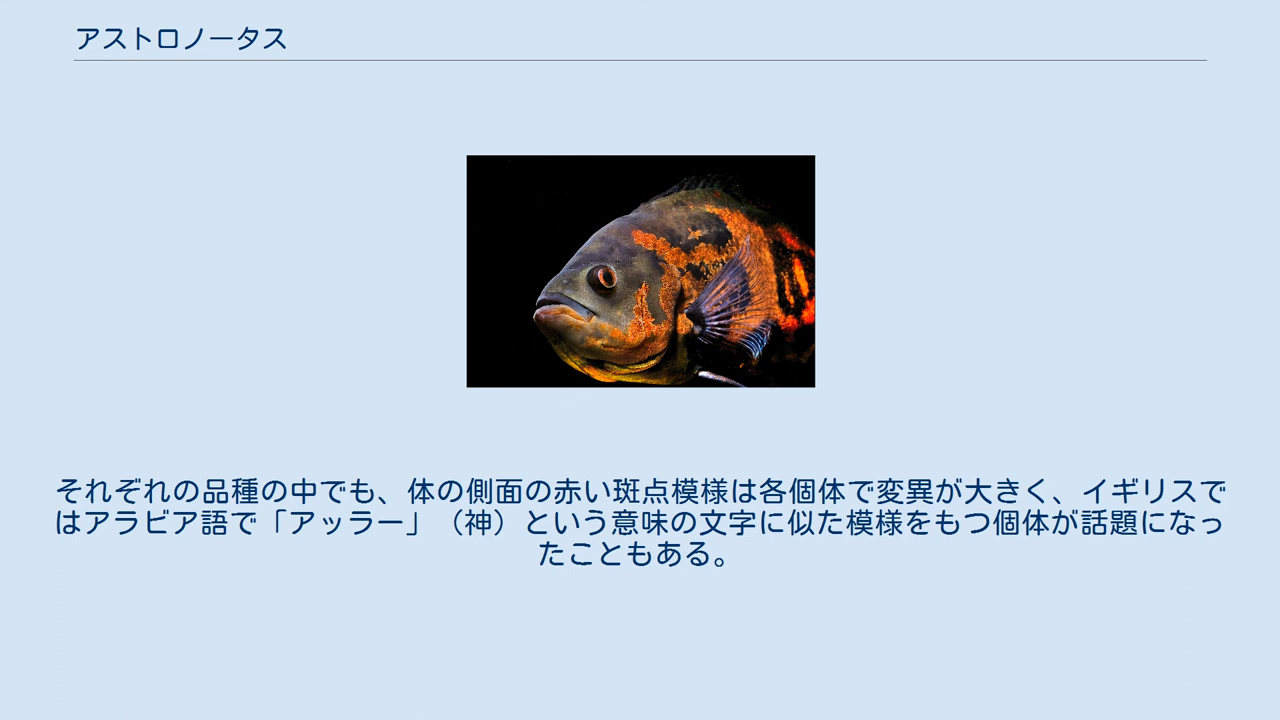 アストロノータス
それぞれの品種の中でも、体の側面の赤い斑点模様は各個体で変異が大きく、イギリスで
はアラビア語で「アッラー」（神）という意味の文字に似た模様をもつ個体が話題になっ
たこともある。